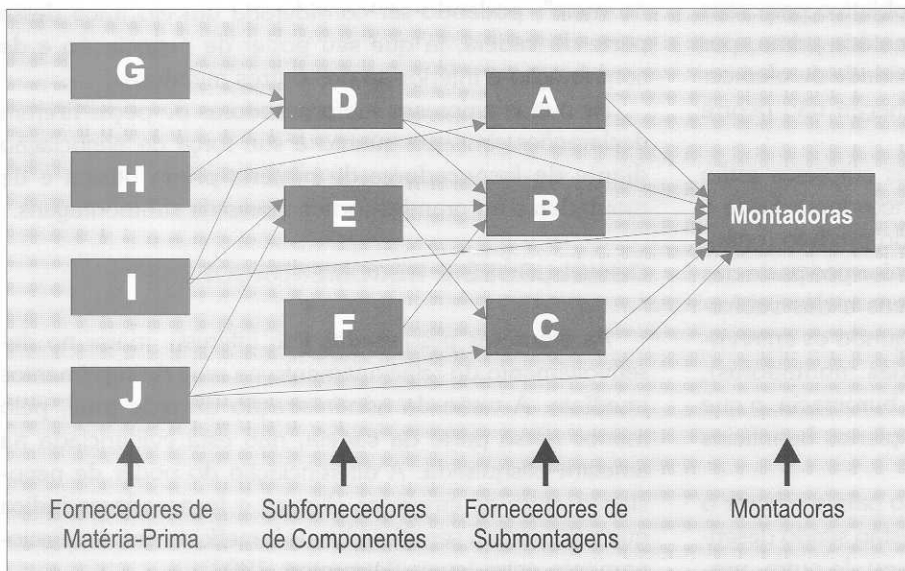 G
D
A
H
E
B
Montadoras
I
F
C
J
Fornecedores de
Matéria-Prima
Subfornecedores
de Componentes
Fornecedores de
Submontagens
Montadoras